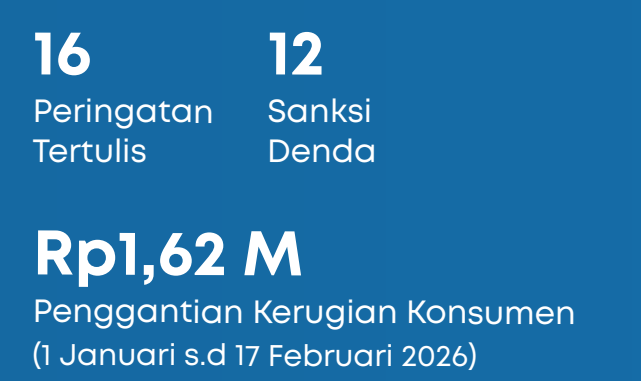 16
Peringatan
Tertulis
12
Sanksi
Denda
Rp1,62 M
Penggantian Kerugian Konsumen
(1 Januari s.d 17 Februari 2026)